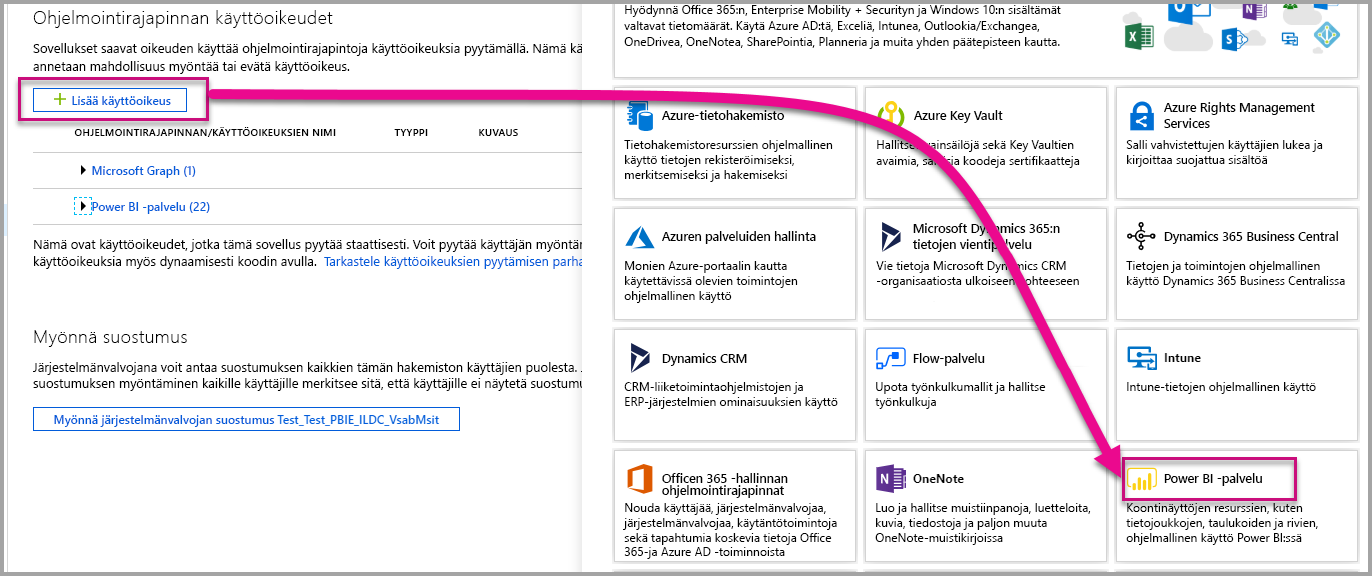 Ohjelmointirajapinnan käyttöoikeudet
Sovellukset saavat oikeuden käyttää ohjelmointirajapintoja käyttöoikeuksia pyytämällä. Nämä kä
annetaan mahdollisuus myöntää tai evätä käyttöoikeus.
+ Lisää käyttöoikeus
OHJELMOINTIRAJAPINNAN/KÄYTTÖOIKEUKSIEN NIMI TYYPPI KUVAUS
Microsoft Graph (1)
Power BI -palvelu (22)
Nämä ovat käyttöoikeudet, jotka tämä sovellus pyytää staattisesti. Voit pyytää käyttäjän myöntän
käyttöoikeuksia myös dynaamisesti koodin avulla. Tarkastele käyttöoikeuksien pyytämisen parha
Myönnä suostumus
Järjestelmänvalvojana voit antaa suostumuksen kaikkien tämän hakemiston käyttäjien puolesta.
suostumuksen myöntäminen kaikille käyttäjille merkitsee sitä, että käyttäjille ei näytetä suostumu
Myönnä järjestelmänvalvojan suostumus Test_Test_PBIE_ILDC_VsabMsit
Hyödynnä Office 365:n, Enterprise Mobility + Securityn ja Windows 10:n sisältämät
valtavat tietomäärät. Käytä Azure AD:tä, Exceliä, Intunea, Outlookia/Exchangea,
OneDrivea, OneNotea, SharePointia, Planneria ja muita yhden päätepisteen kautta.
Azure-tietohakemisto
Tietohakemistoresurssien ohjelmallinen
käyttö tietojen rekisteröimiseksi,
merkitsemiseksi ja hakemiseksi
Azure Key Vault
Hallitse avainsäilöjä sekä Key Vaultien
avaimia, salaisia koodeja sertifikaatteja
Azure Rights Management
Services
Salli vahvistettujen käyttäjien lukea ja
kirjoittaa suojattua sisältöä
Azuren palveluiden hallinta
Monien Azure-portaalin kautta
käytettävissä olevien toimintojen
ohjelmallinen käyttö
Microsoft Dynamics 365:n
tietojen vientipalvelu
Vie tietoja Microsoft Dynamics CRM
-organisaatiosta ulkoiseen kohteeseen
Dynamics 365 Business Central
Tietojen ja toimintojen ohjelmallinen
käyttö Dynamics 365 Business Centralissa
Dynamics CRM
CRM-liiketoimintaohjelmistojen ja
ERP-järjestelmien ominaisuuksien käyttö
Flow-palvelu
Upota työnkulkumallit ja hallitse
työnkulkuja
Intune
Intune-tietojen ohjelmallinen käyttö
Officen 365 -hallinnan
ohjelmointirajapinnat
Nouda käyttäjää, järjestelmänvalvojaa,
järjestelmänvalvojaa, käytäntötoimintoja
sekä tapahtumia koskevia tietoja Office
365-ja Azure AD -toiminnoista
OneNote
Luo ja hallitse muistiinpanoja, luetteloita,
kuvia, tiedostoja ja paljon muuta
OneNote-muistikirjoissa
Power BI -palvelu
Koontinäyttöjen resurssien, kuten
tietojoukkojen, taulukoiden ja rivien,
ohjelmallinen käyttö Power BI:ssä